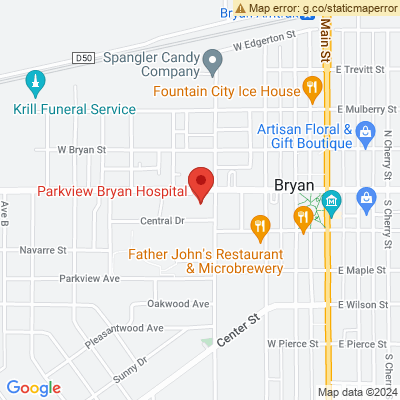 Map error: g.co/staticmaperror
Bryan Amtrak
W Edgerton St
Main St
D50
Spangler Candy
Company
E Trevitt St
Krill Funeral Service
Fountain City Ice House
E Mulberry St
Artisan Floral &
Gift Boutique
N Cherry St
W Bryan St
Parkview Bryan Hospital
Bryan
S Cherry St
Ave B
Central Dr
Navarre St
Father John's Restaurant
& Microbrewery
E Maple St
Parkview Ave
Oakwood Ave
E Wilson St
Pleasantwood Ave
Center St
W Pierce St
E Pierce St
Sunny Dr
Google
Map data ©2024